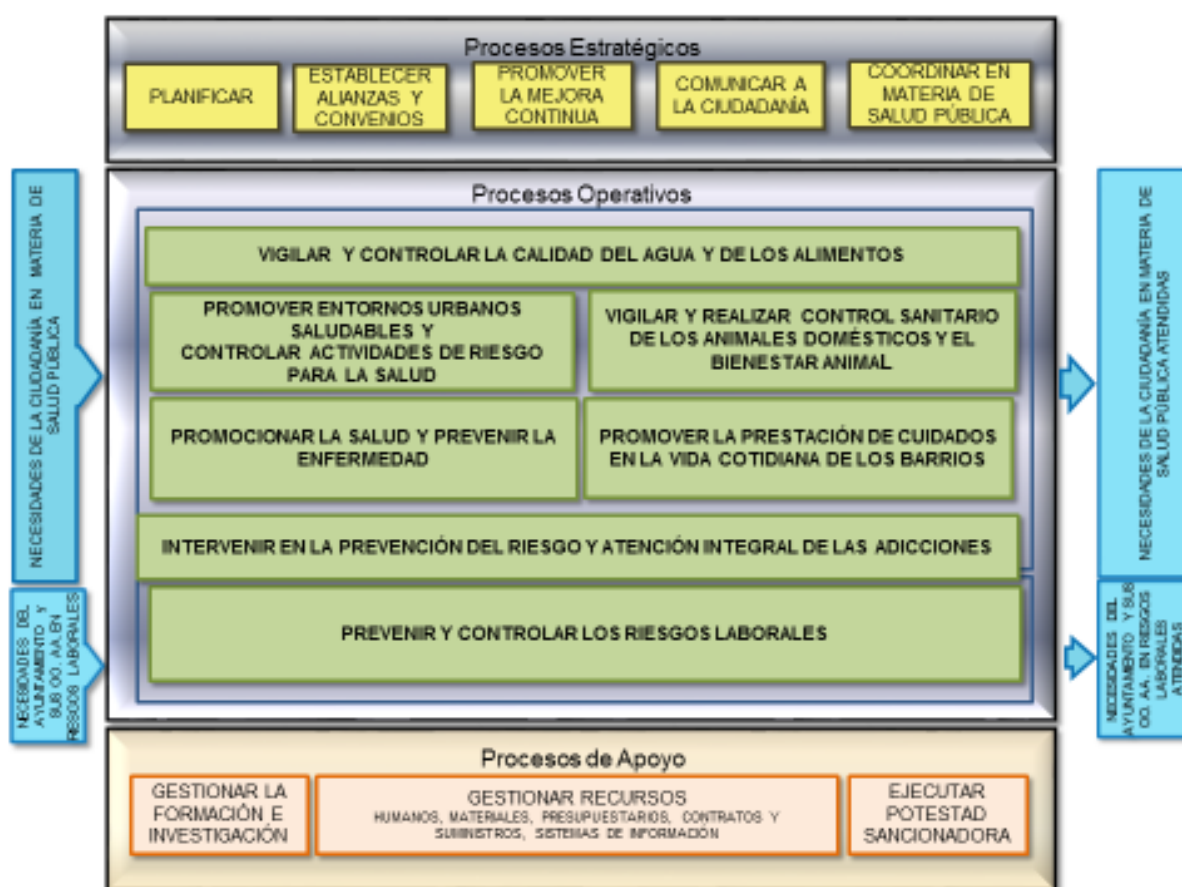 Procesos Estratégicos
PLANIFICAR
ESTABLECER
ALIANZAS Y
CONVENIOS
PROMOVER
LA MEJORA
CONTINUA
COMUNICAR A
LA CIUDADANÍA
COORDINAR EN
MATERIA DE
SALUD PÚBLICA
NECESIDADES DE LA CIUDADANÍA EN MATERIA DE
SALUD PÚBLICA
NECESIDADES DEL
AYUNTAMIENTO Y
SUS OO. AA. EN
RIESGOS LABORALES
Procesos Operativos
VIGILAR Y CONTROLAR LA CALIDAD DEL AGUA Y DE LOS ALIMENTOS
PROMOVER ENTORNOS URBANOS
SALUDABLES Y
CONTROLAR ACTIVIDADES DE RIESGO
PARA LA SALUD
VIGILAR Y REALIZAR CONTROL SANITARIO
DE LOS ANIMALES DOMÉSTICOS Y EL
BIENESTAR ANIMAL
PROMOCIONAR LA SALUD Y PREVENIR LA
ENFERMEDAD
PROMOVER LA PRESTACIÓN DE CUIDADOS
EN LA VIDA COTIDIANA DE LOS BARRIOS
INTERVENIR EN LA PREVENCIÓN DEL RIESGO Y ATENCIÓN INTEGRAL DE LAS ADICCIONES
PREVENIR Y CONTROLAR LOS RIESGOS LABORALES
NECESIDADES DE LA CIUDADANÍA EN MATERIA DE
SALUD PÚBLICA ATENDIDAS
NECESIDADES DEL
AYUNTAMIENTO Y SUS
OO. AA. EN RIESGOS
LABORALES
ATENDIDAS
Procesos de Apoyo
GESTIONAR LA
FORMACIÓN E
INVESTIGACIÓN
GESTIONAR RECURSOS
HUMANOS, MATERIALES, PRESUPUESTARIOS, CONTRATOS Y
SUMINISTROS, SISTEMAS DE INFORMACIÓN
EJECUTAR
POTESTAD
SANCIONADORA